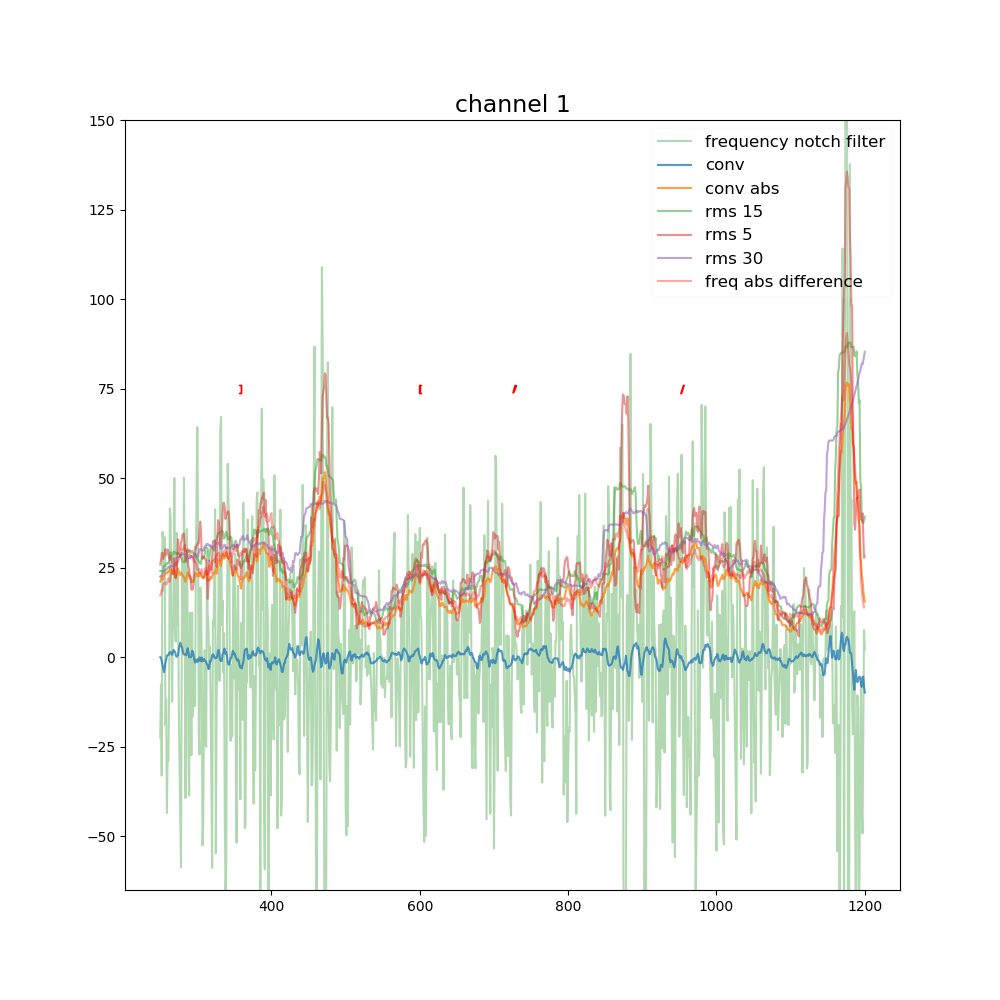 channel 1
150
125
100
75
50
25
0
−25
−50
frequency notch filter
conv
conv abs
rms 15
rms 5
rms 30
freq abs difference
] [ / /
400 600 800 1000 1200